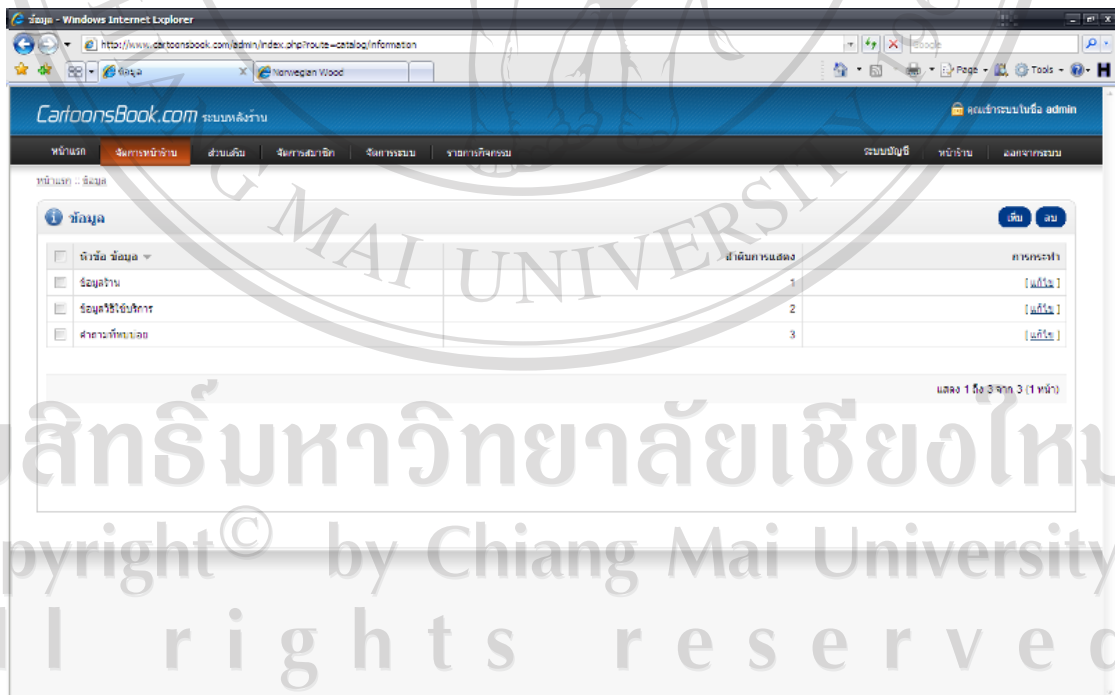 ข้อมูล - Windows Internet Explorer
http://www.cartoonsbook.com/admin/index.php?route=catalog/information
Google
ข้อมูล
Norwegian Wood
Page
Tools
CartoonsBook.com ระบบหลังร้าน
คุณเข้าระบบในชื่อ admin
หน้าแรก จัดการหน้าร้าน ส่วนเสริม จัดการสมาชิก จัดการระบบ รายการกิจกรรม ระบบบัญชี หน้าร้าน ออกจากระบบ
หน้าแรก :: ข้อมูล
ข้อมูล
เพิ่ม ลบ
หัวข้อ ข้อมูล ลำดับการแสดง การกระทำ
ข้อมูลร้าน 1 [ แก้ไข ]
ข้อมูลวิธีใช้บริการ 2 [ แก้ไข ]
คำถามที่พบบ่อย 3 [ แก้ไข ]
แสดง 1 ถึง 3 จาก 3 (1 หน้า)
G MAI UNIVERSITY
สิทธิ์มหาวิทยาลัยเชียงใหม่
pyright© by Chiang Mai University
ll rights reserved